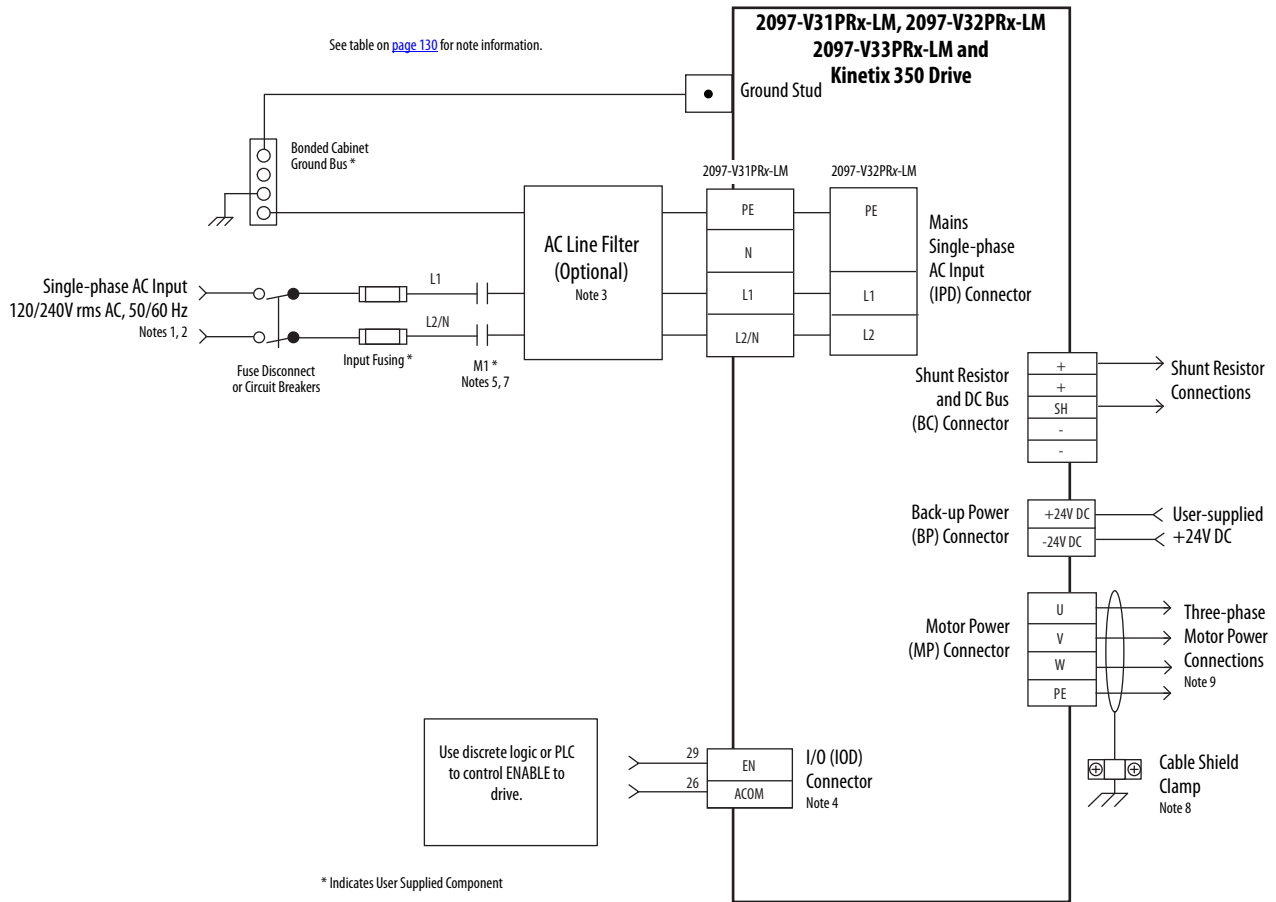 2097-V31PRx-LM, 2097-V32PRx-LM
2097-V33PRx-LM and
Kinetix 350 Drive
See table on page 130 for note information.
Ground Stud
Bonded Cabinet
Ground Bus *
2097-V31PRx-LM
2097-V32PRx-LM
PE
N
L1
L2/N
PE
L1
L2
Mains
Single-phase
AC Input
(IPD) Connector
AC Line Filter
(Optional)
Note 3
Single-phase AC Input
120/240V rms AC, 50/60 Hz
Notes 1, 2
L1
L2/N
Fuse Disconnect
or Circuit Breakers
Input Fusing *
M1 *
Notes 5, 7
Shunt Resistor
and DC Bus
(BC) Connector
+
+
SH
-
-
Shunt Resistor
Connections
Back-up Power
(BP) Connector
+24V DC
-24V DC
User-supplied
+24V DC
Motor Power
(MP) Connector
U
V
W
PE
Three-phase
Motor Power
Connections
Note 9
Cable Shield
Clamp
Note 8
Use discrete logic or PLC
to control ENABLE to
drive.
29
26
EN
ACOM
I/O (IOD)
Connector
Note 4
* Indicates User Supplied Component